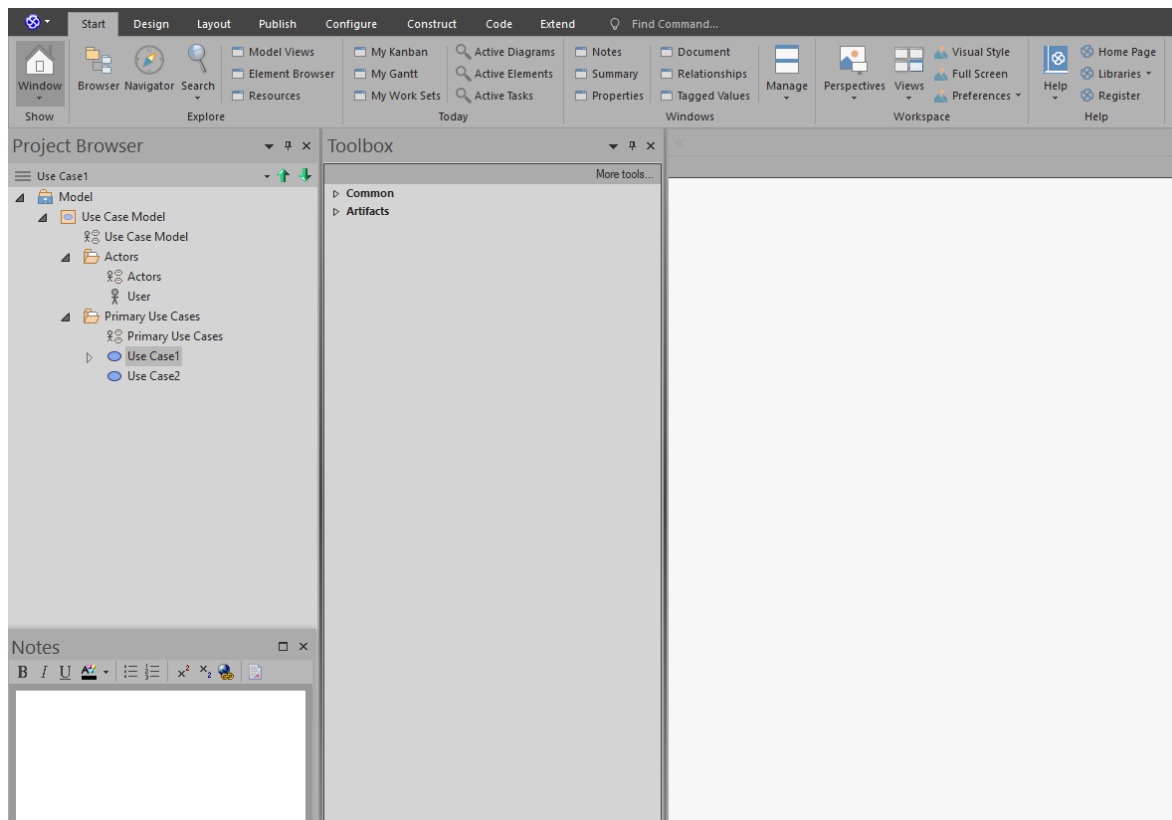 Start Design Layout Publish Configure Construct Code Extend Find Command...
Window
Show
Browser Navigator Search
Model Views
Element Browser
Resources
Explore
My Kanban
My Gantt
My Work Sets
Active Diagrams
Active Elements
Active Tasks
Today
Notes
Summary
Properties
Document
Relationships
Tagged Values
Manage
Windows
Perspectives Views
Visual Style
Full Screen
Preferences
Workspace
Help
Home Page
Libraries
Register
Help
Project Browser
Use Case1
Model
Use Case Model
Use Case Model
Actors
Actors
User
Primary Use Cases
Primary Use Cases
Use Case1
Use Case2
Toolbox
More tools...
Common
Artifacts
Notes
B I U A x² x₂